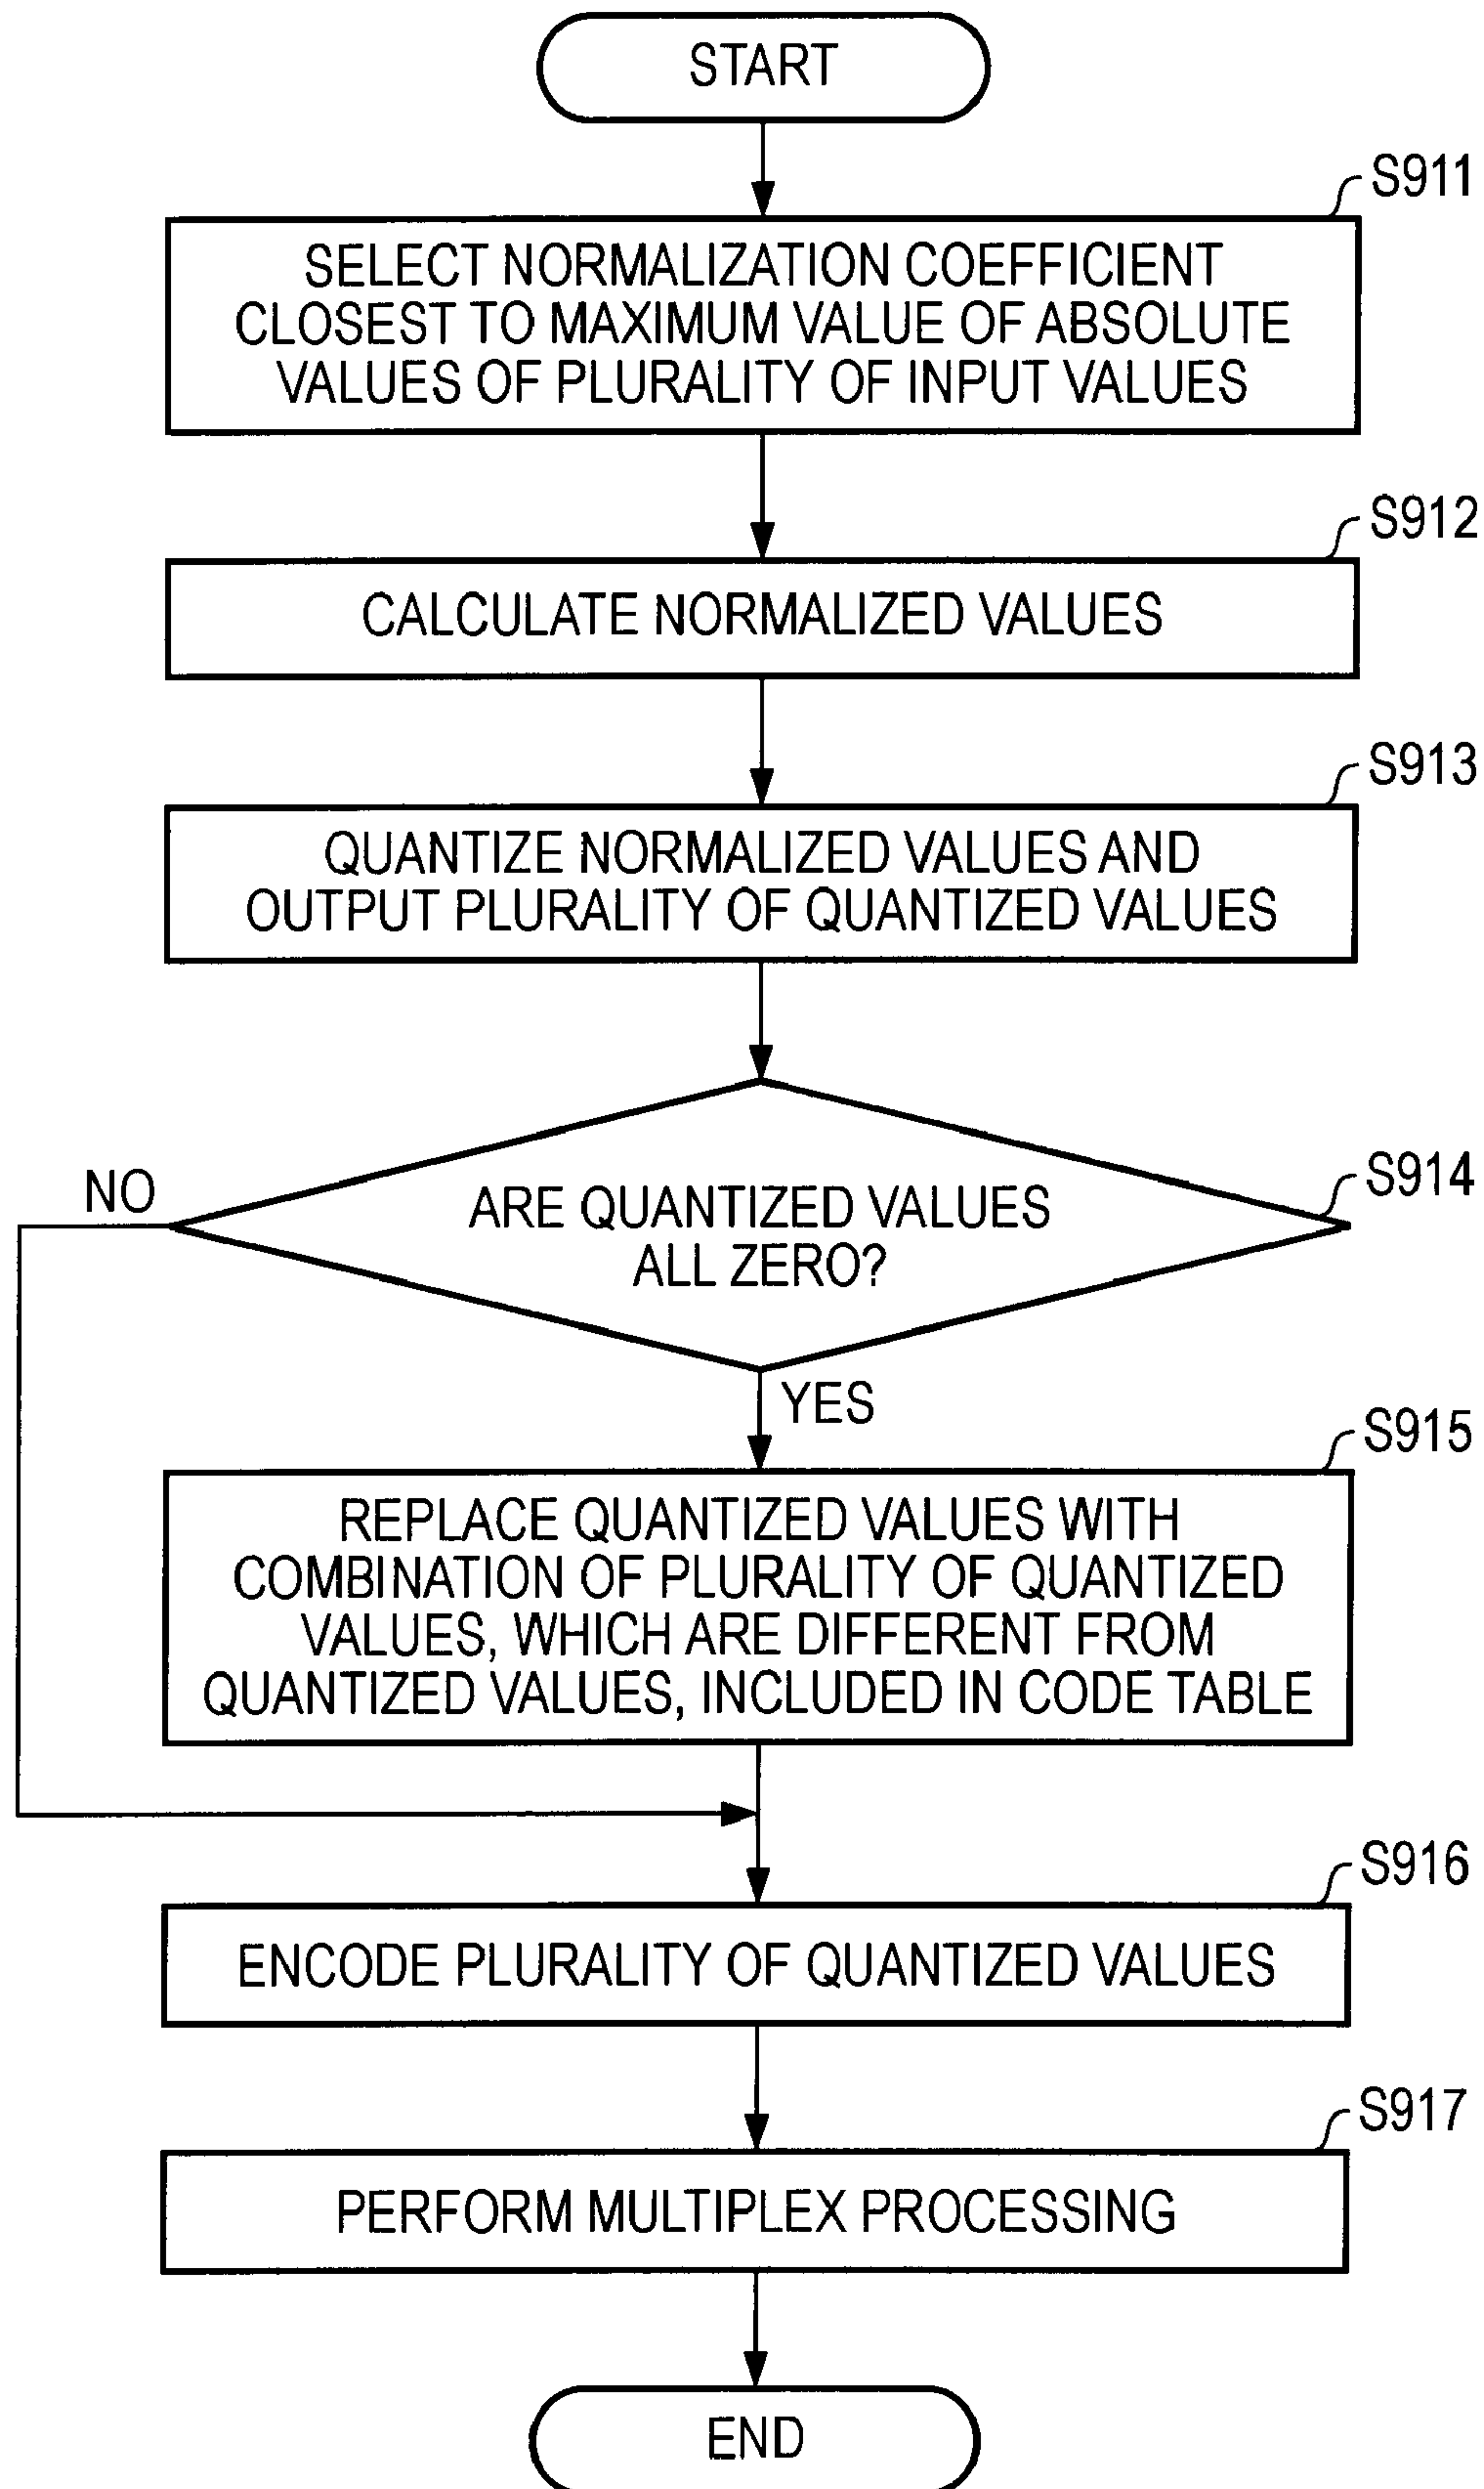 START
S911
SELECT NORMALIZATION COEFFICIENT
CLOSEST TO MAXIMUM VALUE OF ABSOLUTE
VALUES OF PLURALITY OF INPUT VALUES
S912
CALCULATE NORMALIZED VALUES
S913
QUANTIZE NORMALIZED VALUES AND
OUTPUT PLURALITY OF QUANTIZED VALUES
S914
NO
ARE QUANTIZED VALUES
ALL ZERO?
YES
S915
REPLACE QUANTIZED VALUES WITH
COMBINATION OF PLURALITY OF QUANTIZED
VALUES, WHICH ARE DIFFERENT FROM
QUANTIZED VALUES, INCLUDED IN CODE TABLE
S916
ENCODE PLURALITY OF QUANTIZED VALUES
S917
PERFORM MULTIPLEX PROCESSING
END